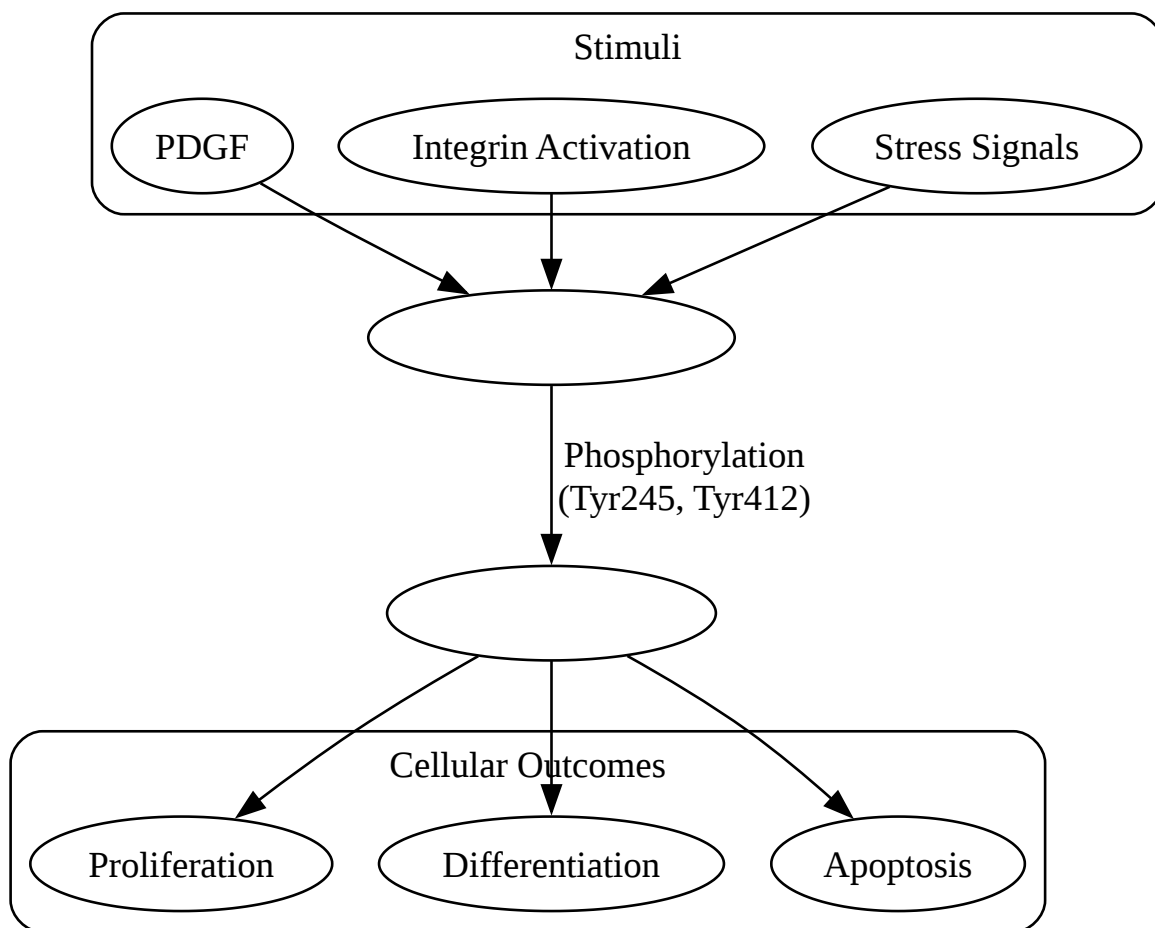 Stimuli
PDGF
Integrin Activation
Stress Signals
Phosphorylation
(Tyr245, Tyr412)
Cellular Outcomes
Proliferation
Differentiation
Apoptosis